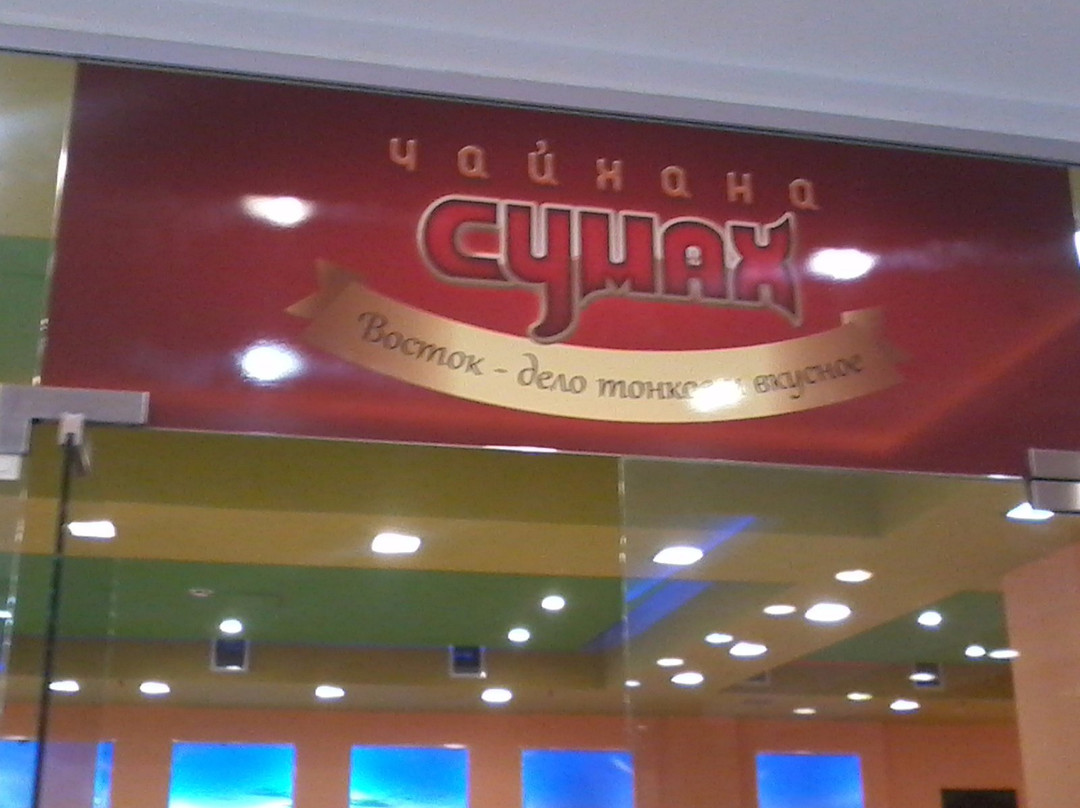 чайхана
СУМАХ
Восток - дело тонкое и вкусное